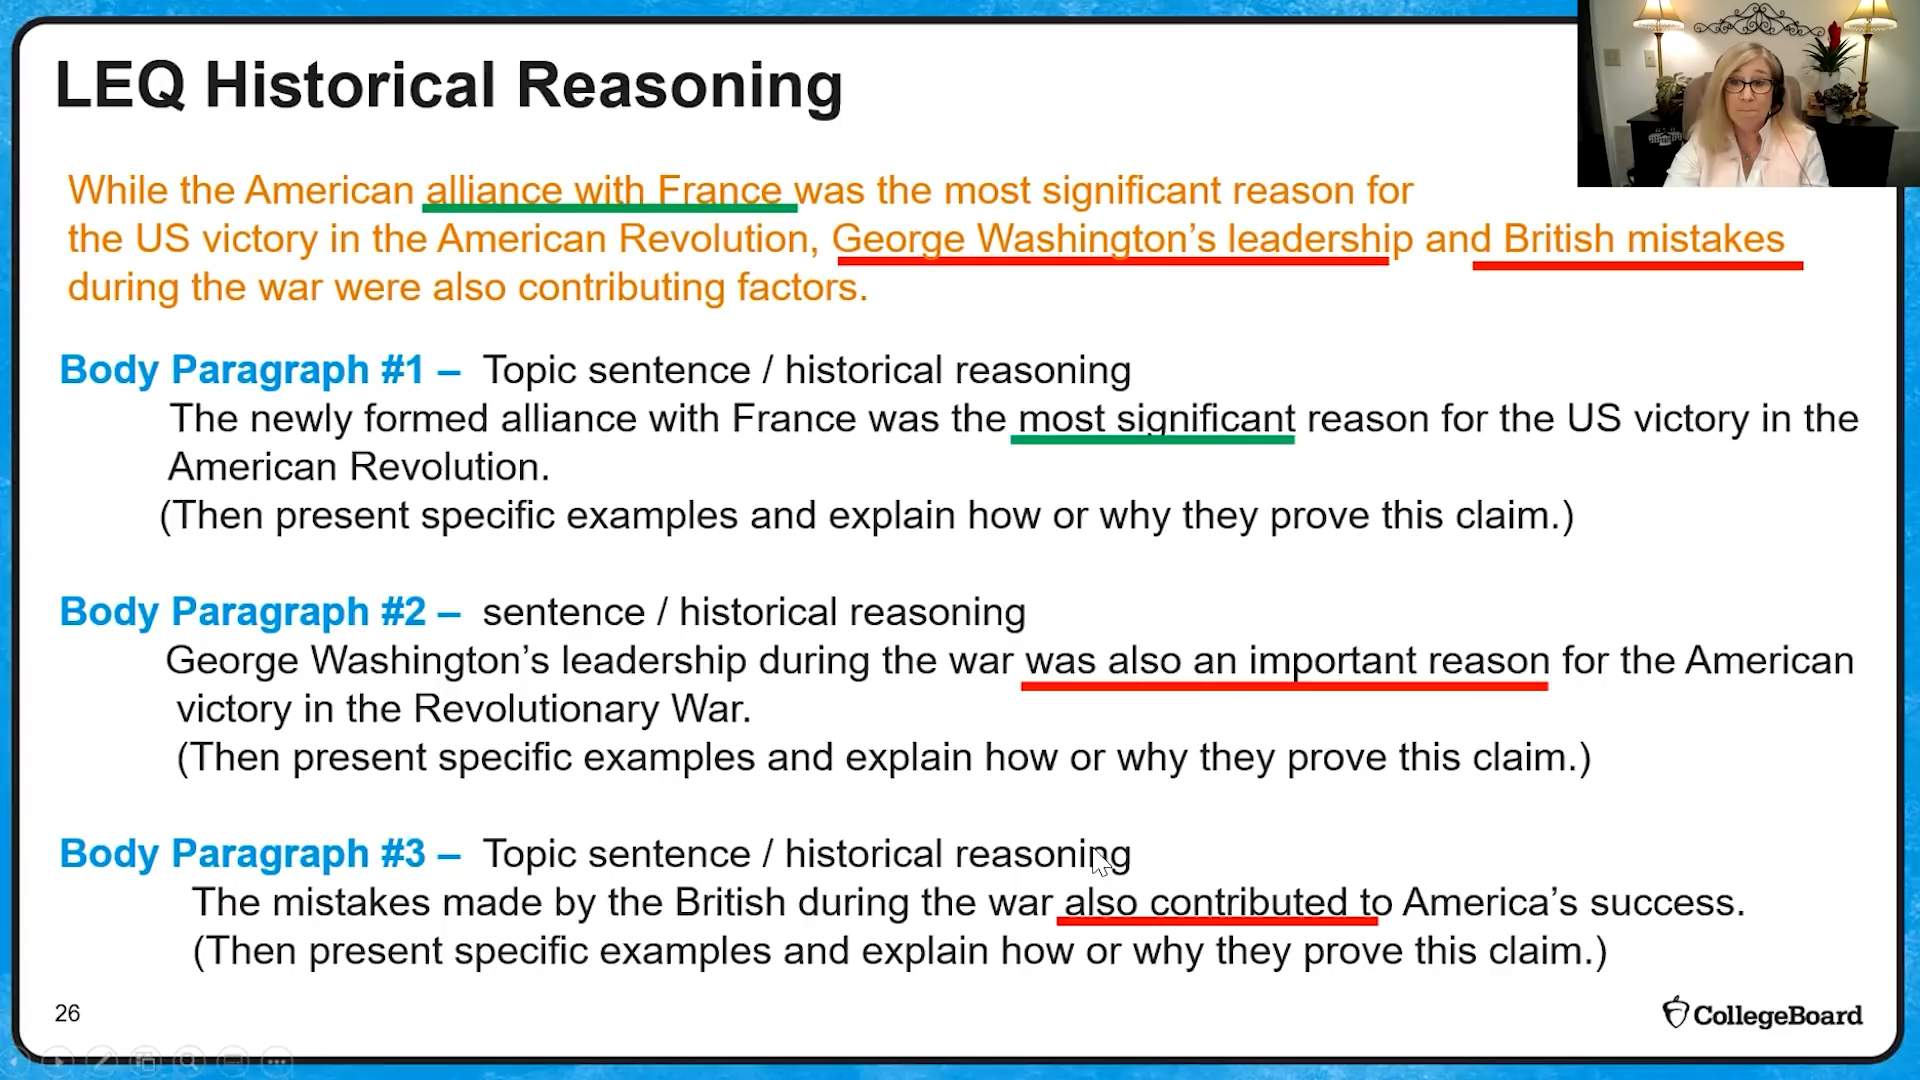 LEQ Historical Reasoning
While the American alliance with France was the most significant reason for
the US victory in the American Revolution, George Washington’s leadership and British mistakes
during the war were also contributing factors.
Body Paragraph #1 – Topic sentence / historical reasoning
The newly formed alliance with France was the most significant reason for the US victory in the
American Revolution.
(Then present specific examples and explain how or why they prove this claim.)
Body Paragraph #2 – sentence / historical reasoning
George Washington’s leadership during the war was also an important reason for the American
victory in the Revolutionary War.
(Then present specific examples and explain how or why they prove this claim.)
Body Paragraph #3 – Topic sentence / historical reasoning
The mistakes made by the British during the war also contributed to America’s success.
(Then present specific examples and explain how or why they prove this claim.)
26
CollegeBoard